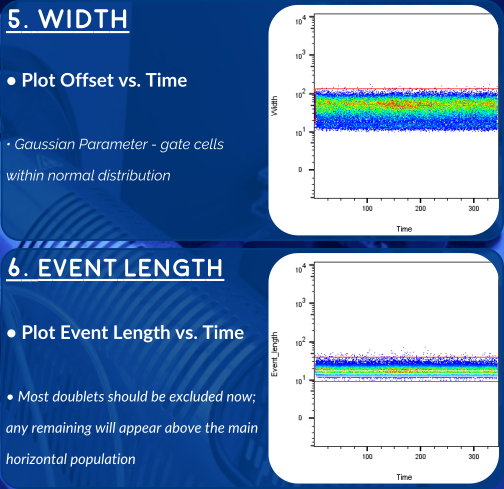 5. WIDTH
• Plot Offset vs. Time
• Gaussian Parameter - gate cells
within normal distribution
10^4
10^3
10^2
10^1
0
Width
100 200 300
Time
6. EVENT LENGTH
• Plot Event Length vs. Time
• Most doublets should be excluded now;
any remaining will appear above the main
horizontal population
10^4
10^3
10^2
10^1
0
Event_length
100 200 300
Time